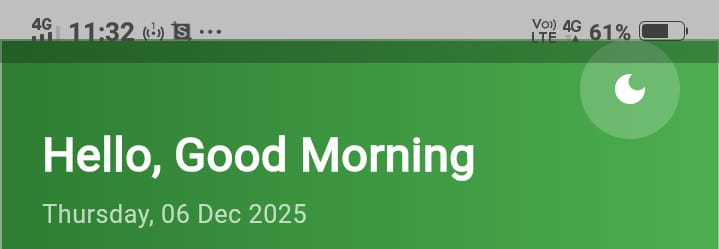 4G 11:32 ... Vo)) LTE 4G 61%
Hello, Good Morning
Thursday, 06 Dec 2025